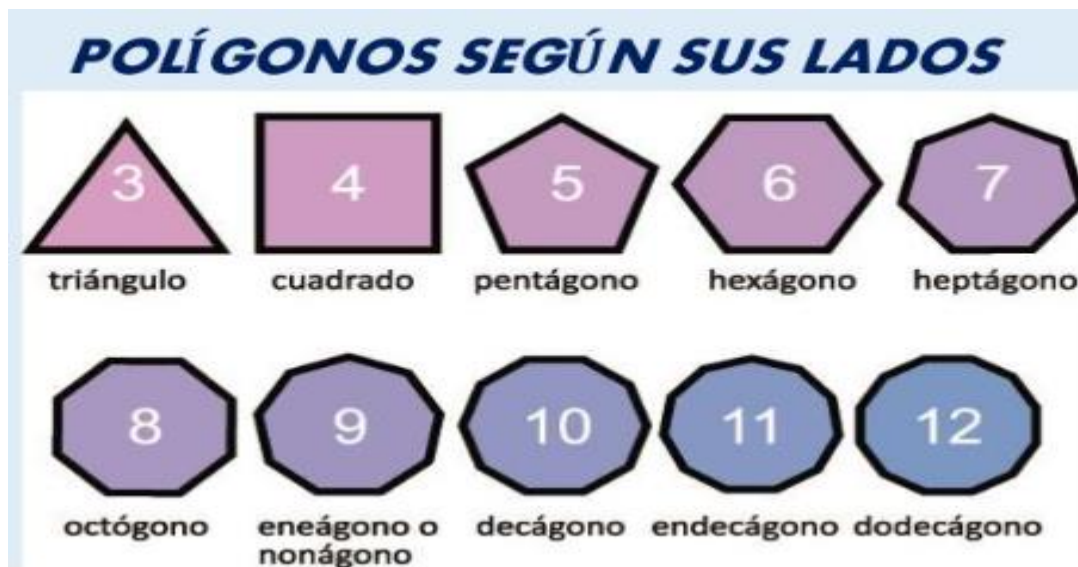 POLÍGONOS SEGÚN SUS LADOS
3 4 5 6 7
triángulo cuadrado pentágono hexágono heptágono
8 9 10 11 12
octógono eneágono o nonágono decágono endecágono dodecágono